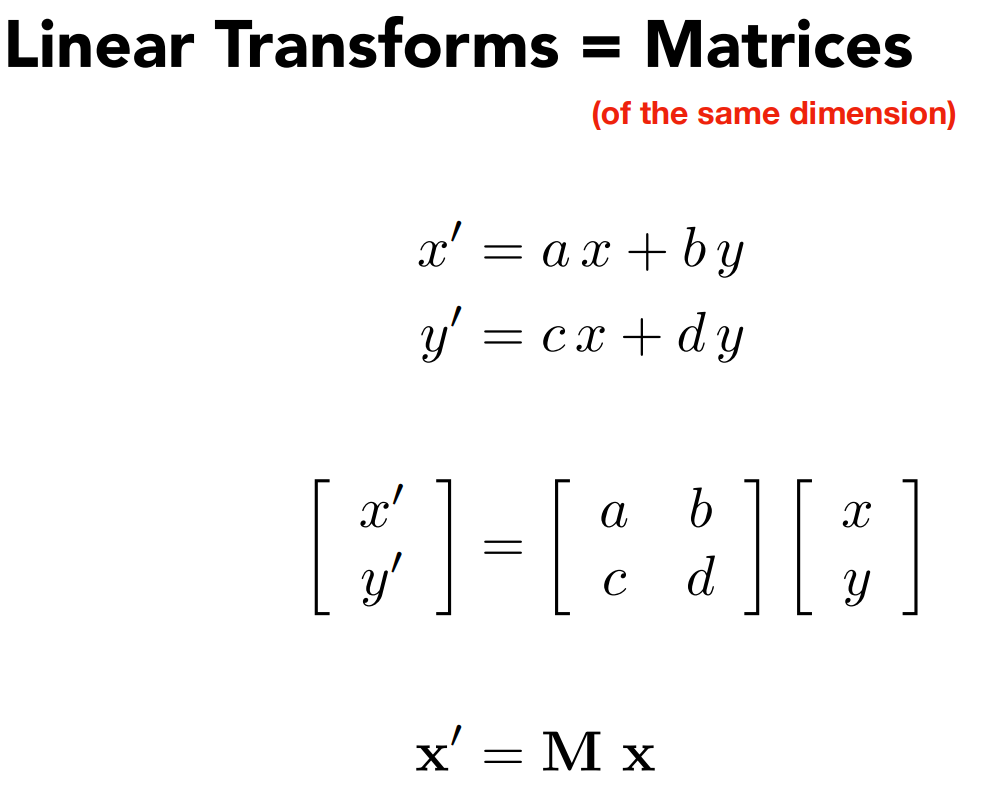 Linear Transforms = Matrices
(of the same dimension)
x′ = a x + b y
y′ = c x + d y
[ x′ ] = [ a b ] [ x ]
[ y′ ] [ c d ] [ y ]
x′ = M x